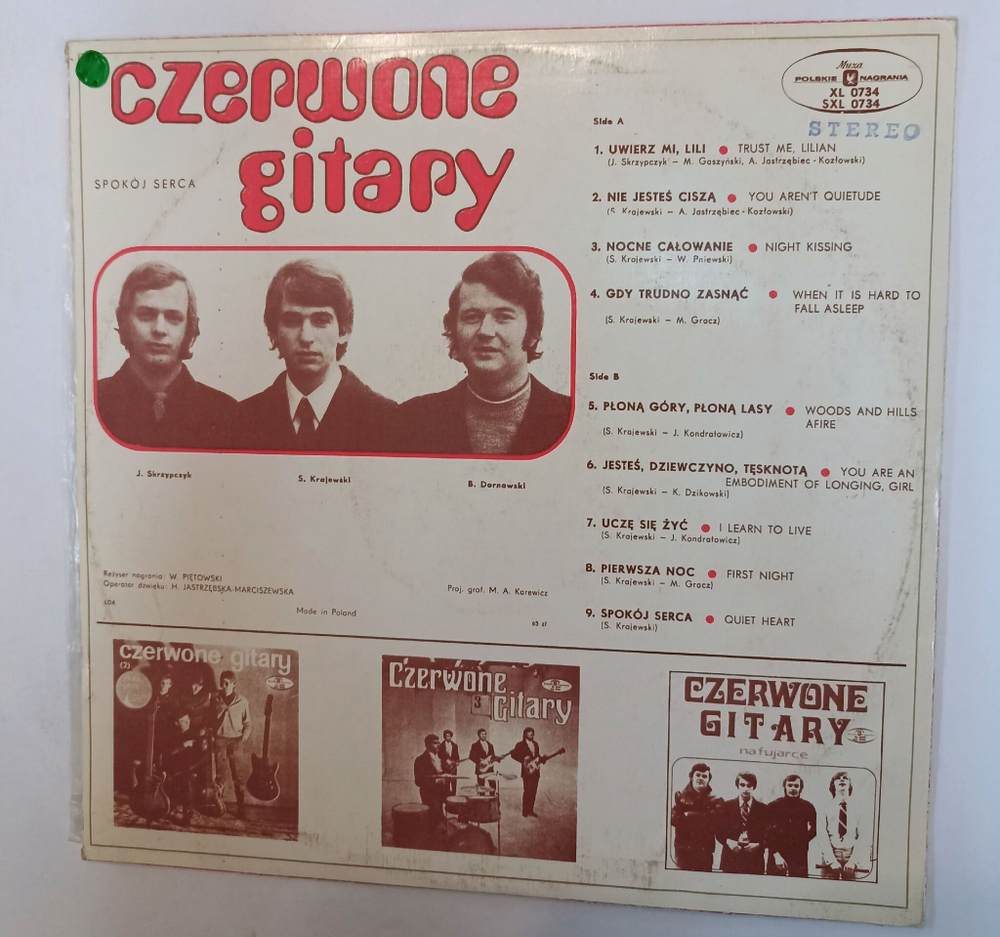 czerwone
gitary
SPOKÓJ SERCA
J. Skrzypczyk
S. Krajewski
B. Dornowski
Reżyser nagrania: W. PIĘTOWSKI
Operator dźwięku: H. JASTRZĘBSKA-MARCISZEWSKA
Proj. graf. M. A. Karewicz
LDA
Made in Poland
65 zł
Muza
POLSKIE NAGRANIA
XL 0734
SXL 0734
STEREO
Side A
1. UWIERZ MI, LILI ● TRUST ME, LILIAN
(J. Skrzypczyk — M. Gaszyński, A. Jastrzębiec-Kozłowski)
2. NIE JESTEŚ CISZĄ ● YOU AREN'T QUIETUDE
(S. Krajewski — A. Jastrzębiec-Kozłowski)
3. NOCNE CAŁOWANIE ● NIGHT KISSING
(S. Krajewski — W. Pniewski)
4. GDY TRUDNO ZASNĄĆ ● WHEN IT IS HARD TO
FALL ASLEEP
(S. Krajewski — M. Gracz)
Side B
5. PŁONĄ GÓRY, PŁONĄ LASY ● WOODS AND HILLS
AFIRE
(S. Krajewski — J. Kondratowicz)
6. JESTEŚ, DZIEWCZYNO, TĘSKNOTĄ ● YOU ARE AN
EMBODIMENT OF LONGING, GIRL
(S. Krajewski — K. Dzikowski)
7. UCZĘ SIĘ ŻYĆ ● I LEARN TO LIVE
(S. Krajewski — J. Kondratowicz)
8. PIERWSZA NOC ● FIRST NIGHT
(S. Krajewski — M. Gracz)
9. SPOKÓJ SERCA ● QUIET HEART
(S. Krajewski)
czerwone gitary
(2)
Czerwone
3 Gitary
CZERWONE
GITARY
na fujarce